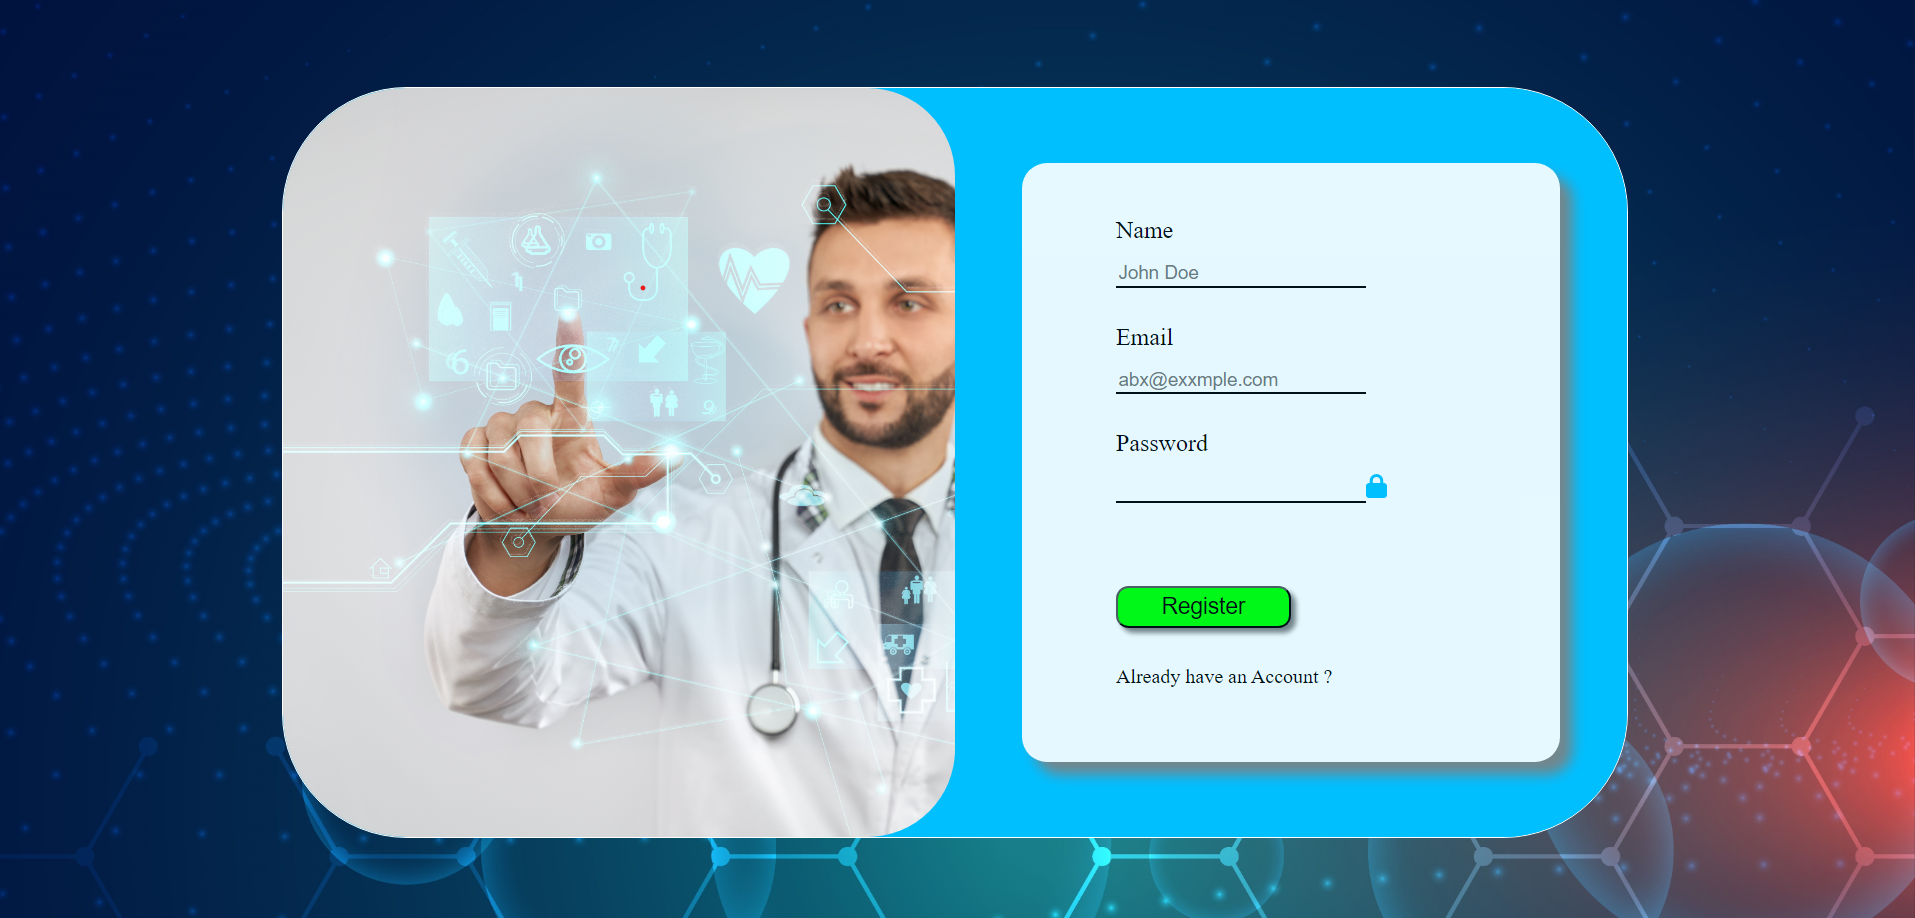 Name
John Doe
Email
abx@exxmple.com
Password
Register
Already have an Account ?